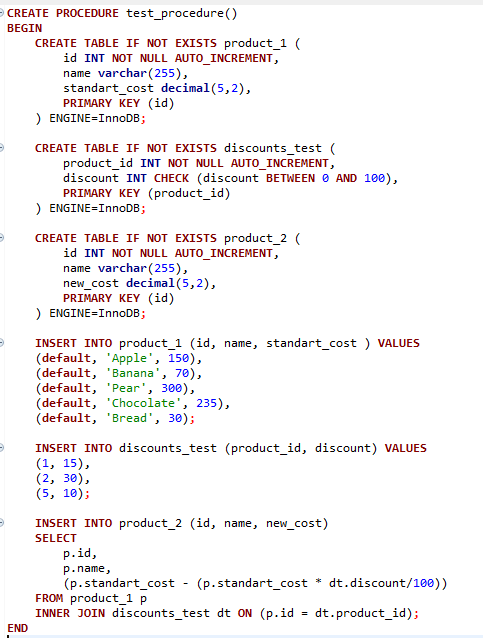 CREATE PROCEDURE test_procedure()
BEGIN
    CREATE TABLE IF NOT EXISTS product_1 (
        id INT NOT NULL AUTO_INCREMENT,
        name varchar(255),
        standart_cost decimal(5,2),
        PRIMARY KEY (id)
    ) ENGINE=InnoDB;

    CREATE TABLE IF NOT EXISTS discounts_test (
        product_id INT NOT NULL AUTO_INCREMENT,
        discount INT CHECK (discount BETWEEN 0 AND 100),
        PRIMARY KEY (product_id)
    ) ENGINE=InnoDB;

    CREATE TABLE IF NOT EXISTS product_2 (
        id INT NOT NULL AUTO_INCREMENT,
        name varchar(255),
        new_cost decimal(5,2),
        PRIMARY KEY (id)
    ) ENGINE=InnoDB;

    INSERT INTO product_1 (id, name, standart_cost ) VALUES
    (default, 'Apple', 150),
    (default, 'Banana', 70),
    (default, 'Pear', 300),
    (default, 'Chocolate', 235),
    (default, 'Bread', 30);

    INSERT INTO discounts_test (product_id, discount) VALUES
    (1, 15),
    (2, 30),
    (5, 10);

    INSERT INTO product_2 (id, name, new_cost)
    SELECT
        p.id,
        p.name,
        (p.standart_cost - (p.standart_cost * dt.discount/100))
    FROM product_1 p
    INNER JOIN discounts_test dt ON (p.id = dt.product_id);
END